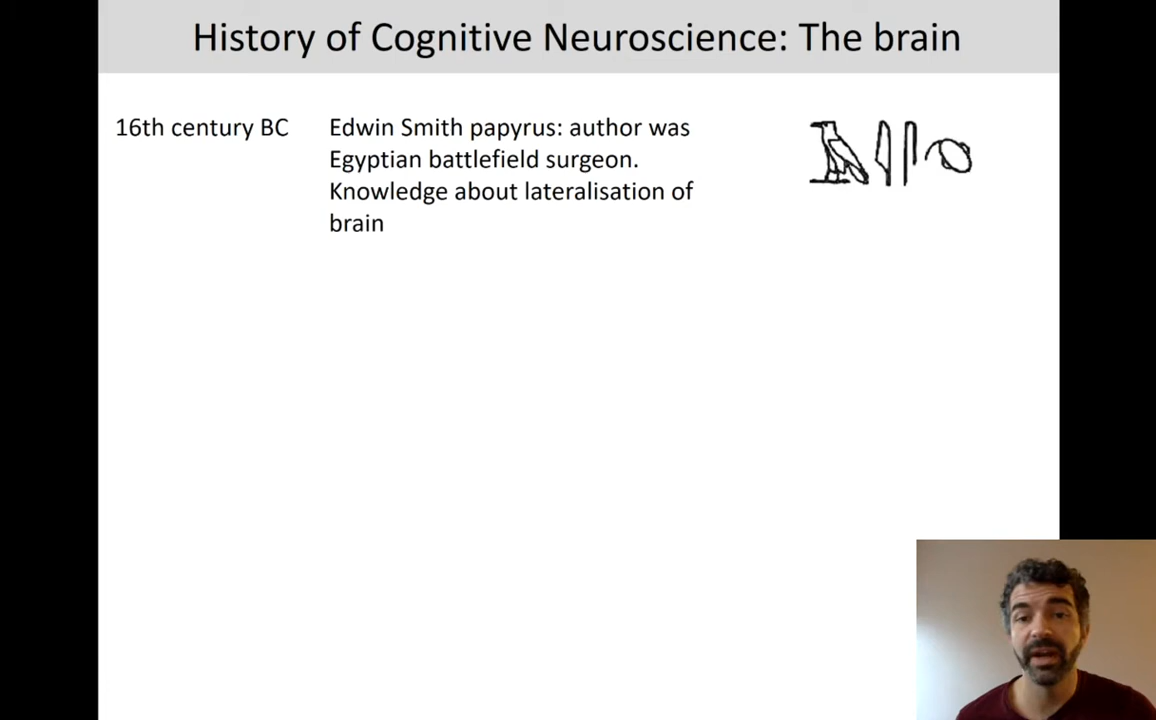 History of Cognitive Neuroscience: The brain
16th century BC
Edwin Smith papyrus: author was
Egyptian battlefield surgeon.
Knowledge about lateralisation of
brain